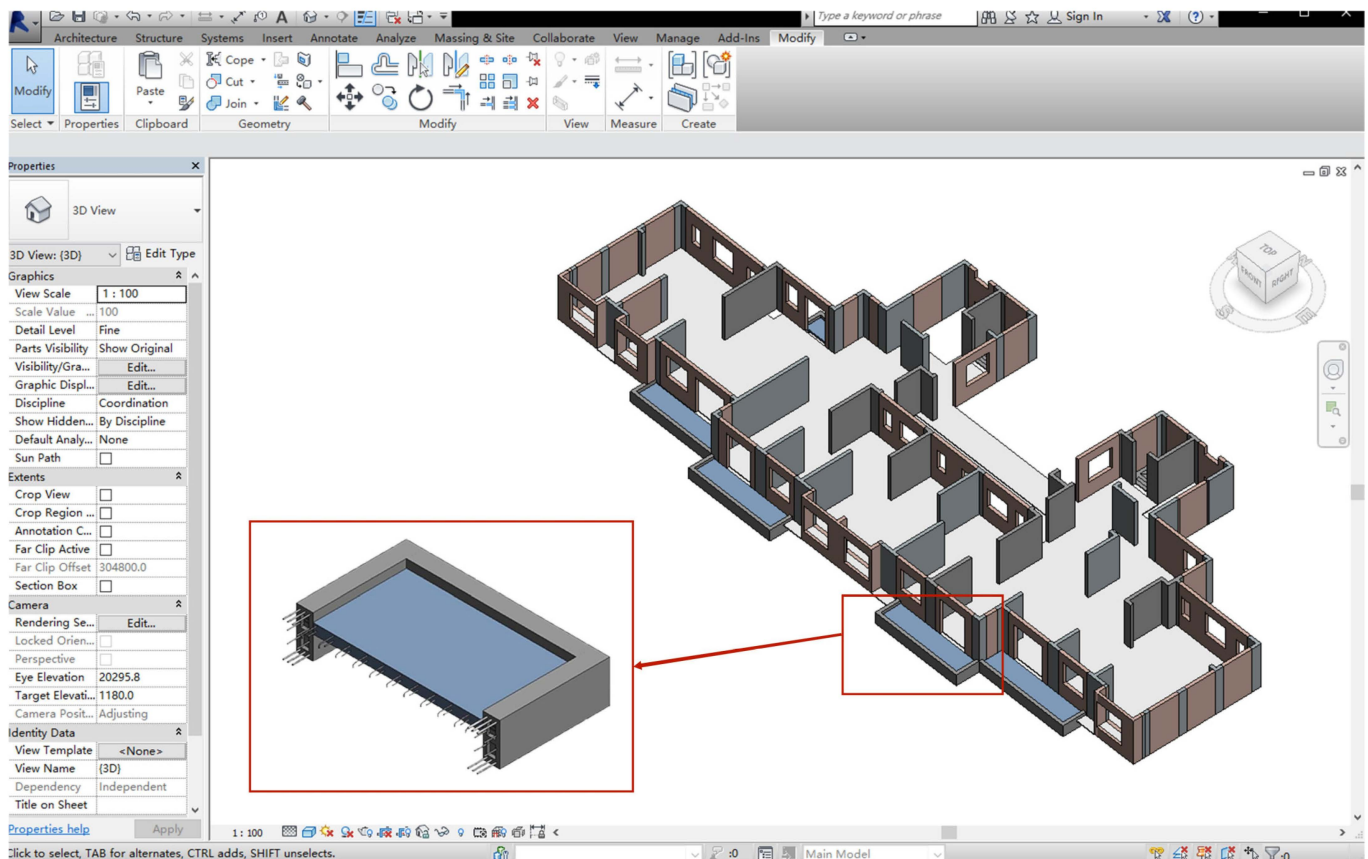 Type a keyword or phrase
Sign In
Architecture Structure Systems Insert Annotate Analyze Massing & Site Collaborate View Manage Add-Ins Modify
Modify
Paste
Cope
Cut
Join
Select Properties Clipboard Geometry Modify View Measure Create
Properties
3D View
3D View: {3D} Edit Type
Graphics
View Scale 1 : 100
Scale Value ... 100
Detail Level Fine
Parts Visibility Show Original
Visibility/Gra... Edit...
Graphic Displ... Edit...
Discipline Coordination
Show Hidden... By Discipline
Default Analy... None
Sun Path
Extents
Crop View
Crop Region ...
Annotation C...
Far Clip Active
Far Clip Offset 304800.0
Section Box
Camera
Rendering Se... Edit...
Locked Orien...
Perspective
Eye Elevation 20295.8
Target Elevati... 1180.0
Camera Posit... Adjusting
Identity Data
View Template <None>
View Name {3D}
Dependency Independent
Title on Sheet
Properties help Apply
TOP
FRONT RIGHT
S E
1 : 100
Click to select, TAB for alternates, CTRL adds, SHIFT unselects.
:0 Main Model
:0